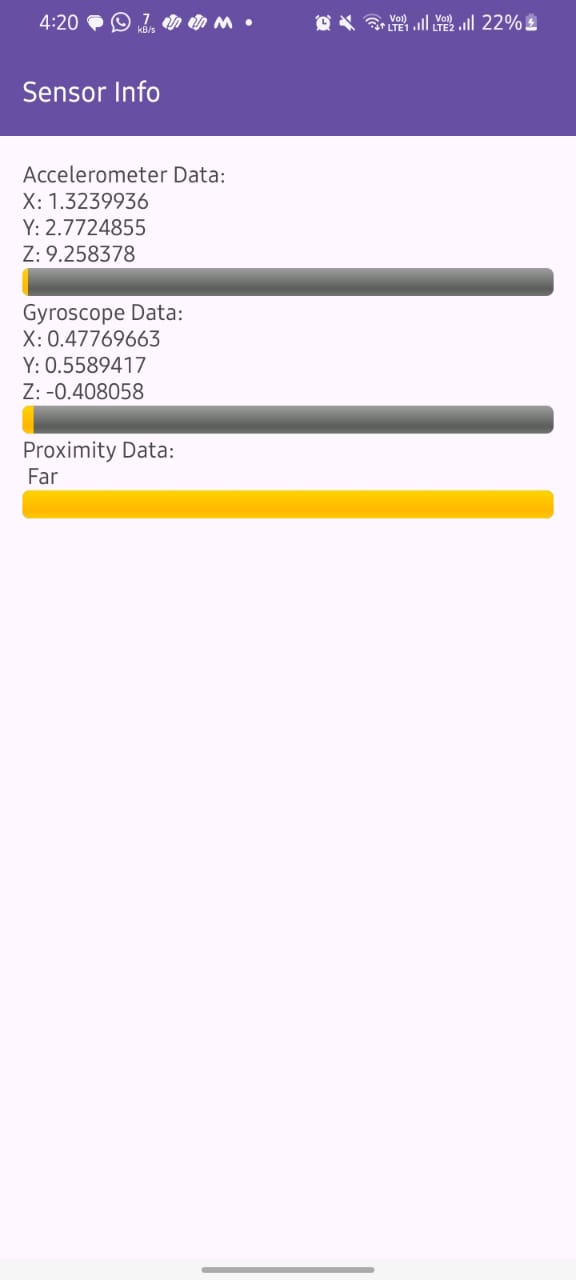 4:20 7 kB/s Vo)) LTE1 Vo)) LTE2 22%
Sensor Info
Accelerometer Data:
X: 1.3239936
Y: 2.7724855
Z: 9.258378
Gyroscope Data:
X: 0.47769663
Y: 0.5589417
Z: -0.408058
Proximity Data:
Far